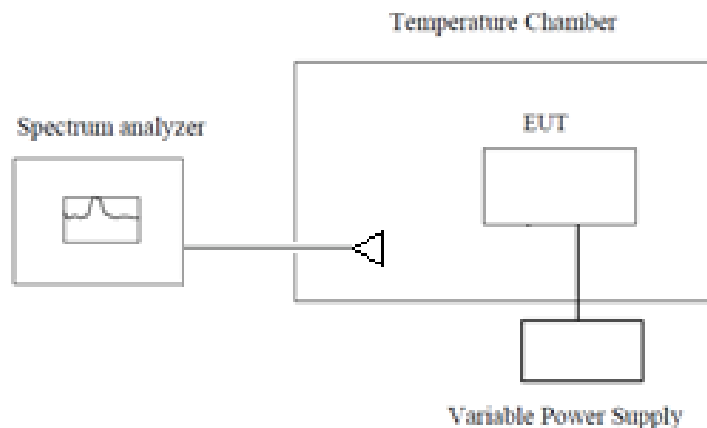 Temperature Chamber
Spectrum analyzer
EUT
Variable Power Supply